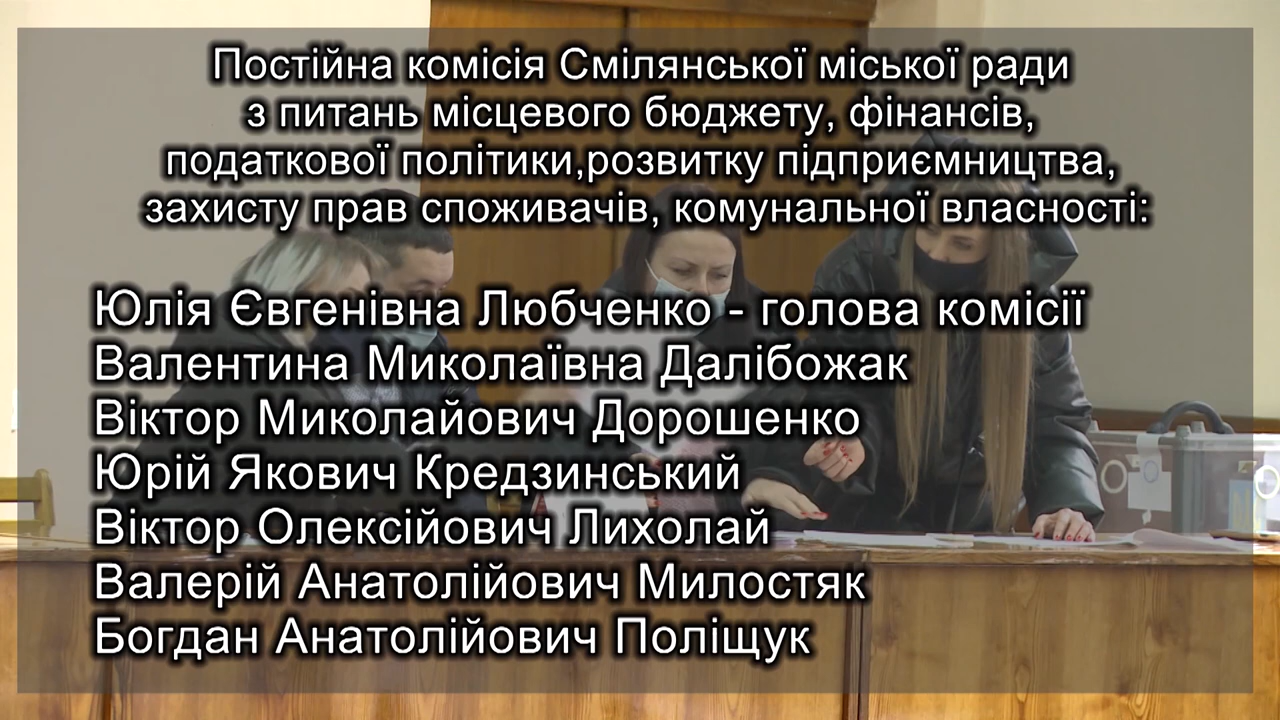 Постійна комісія Смілянської міської ради
з питань місцевого бюджету, фінансів,
податкової політики,розвитку підприємництва,
захисту прав споживачів, комунальної власності:
Юлія Євгенівна Любченко - голова комісії
Валентина Миколаївна Далібожак
Віктор Миколайович Дорошенко
Юрій Якович Кредзинський
Віктор Олексійович Лихолай
Валерій Анатолійович Милостяк
Богдан Анатолійович Поліщук